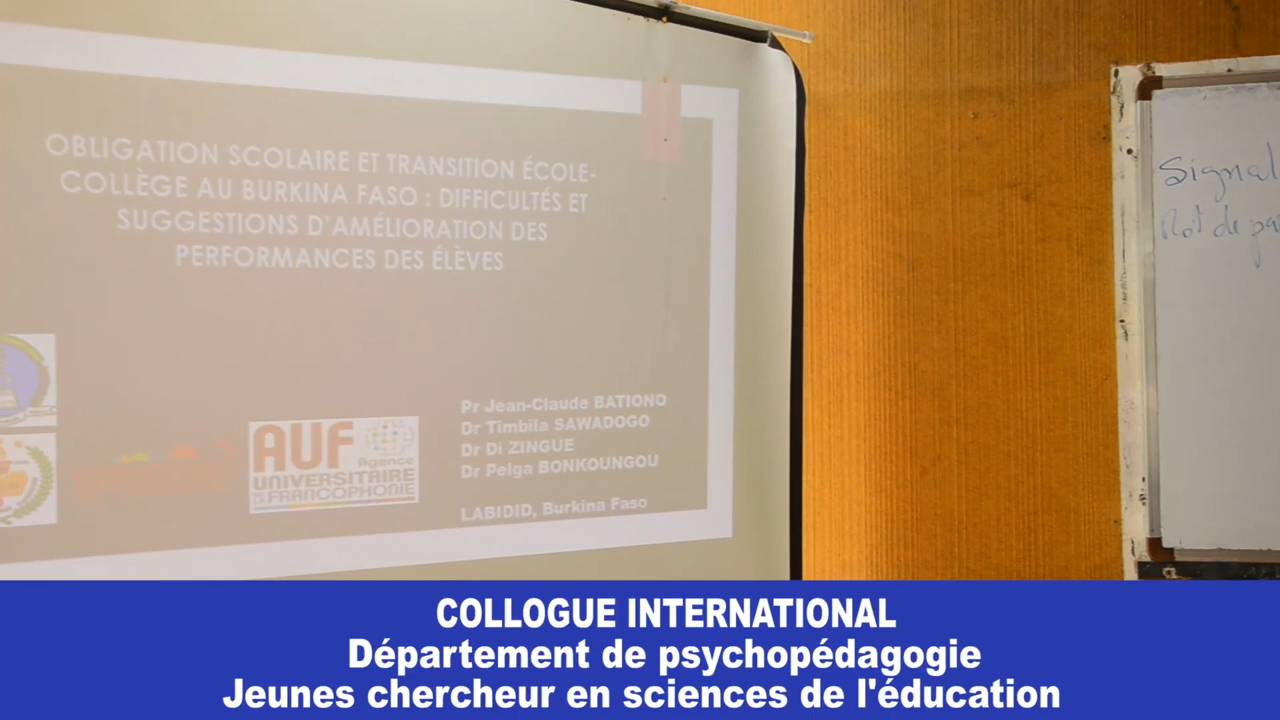 OBLIGATION SCOLAIRE ET TRANSITION ÉCOLE-
COLLÈGE AU BURKINA FASO : DIFFICULTÉS ET
SUGGESTIONS D'AMÉLIORATION DES
PERFORMANCES DES ÉLÈVES
Pr Jean-Claude BATIONO
Dr Timbila SAWADOGO
Dr Di ZINGUE
Dr Pelga BONKOUNGOU
LABIDID, Burkina Faso
AUF
Agence
UNIVERSITAIRE
DE LA FRANCOPHONIE
Signal
de
COLLOGUE INTERNATIONAL
Département de psychopédagogie
Jeunes chercheur en sciences de l'éducation